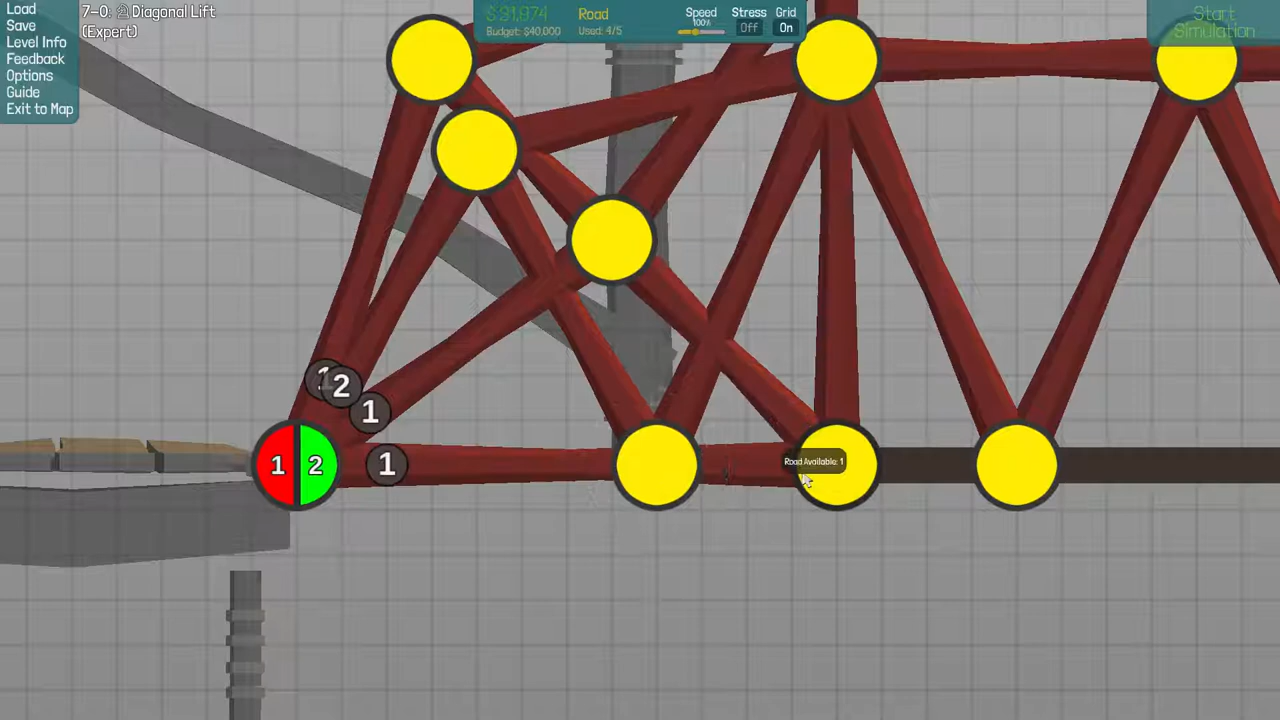 Load
Save
Level Info
Feedback
Options
Guide
Exit to Map
7-0: Diagonal Lift
(Expert)
$31,974
Budget: $40,000
Road
Used: 4/5
Speed
100%
Stress
Off
Grid
On
Start
Simulation
1
2
1
Road Available: 1
1 2
1